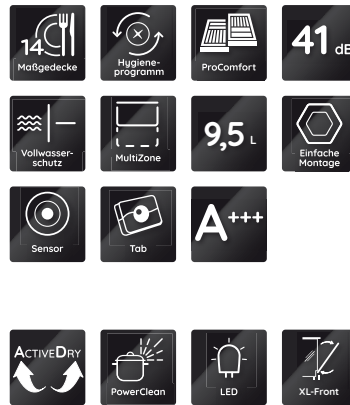 14
Maßgedecke
Hygiene-
programm
ProComfort
41 dB
Vollwasser-
schutz
MultiZone
9,5 L
Einfache
Montage
Sensor
Tab
A+++
ACTIVEDRY
PowerClean
LED
XL-Front